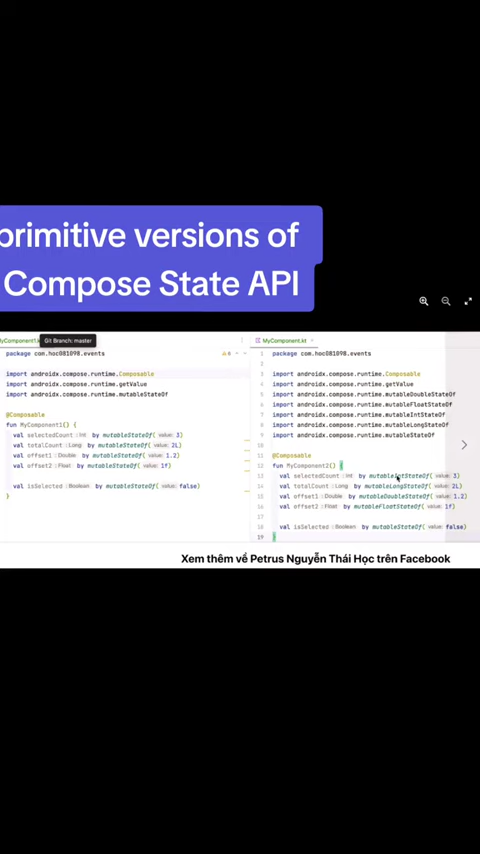 primitive versions of
Compose State API
MyComponent1.k
Git Branch: master
package com.hoc081098.events
6
import androidx.compose.runtime.Composable
import androidx.compose.runtime.getValue
import androidx.compose.runtime.mutableStateOf
@Composable
fun MyComponent1() {
val selectedCount :Int by mutableStateOf( value: 3)
val totalCount :Long by mutableStateOf( value: 2L)
val offset1 :Double by mutableStateOf( value: 1.2)
val offset2 :Float by mutableStateOf( value: 1f)
val isSelected :Boolean by mutableStateOf( value: false)
}
MyComponent.kt
1 package com.hoc081098.events
2
3 import androidx.compose.runtime.Composable
4 import androidx.compose.runtime.getValue
5 import androidx.compose.runtime.mutableDoubleStateOf
6 import androidx.compose.runtime.mutableFloatStateOf
7 import androidx.compose.runtime.mutableIntStateOf
8 import androidx.compose.runtime.mutableLongStateOf
9 import androidx.compose.runtime.mutableStateOf
10
11 @Composable
12 fun MyComponent2() {
13 val selectedCount :Int by mutableIntStateOf( value: 3)
14 val totalCount :Long by mutableLongStateOf( value: 2L)
15 val offset1 :Double by mutableDoubleStateOf( value: 1.2)
16 val offset2 :Float by mutableFloatStateOf( value: 1f)
17
18 val isSelected :Boolean by mutableStateOf( value: false)
19 }
Xem thêm về Petrus Nguyễn Thái Học trên Facebook